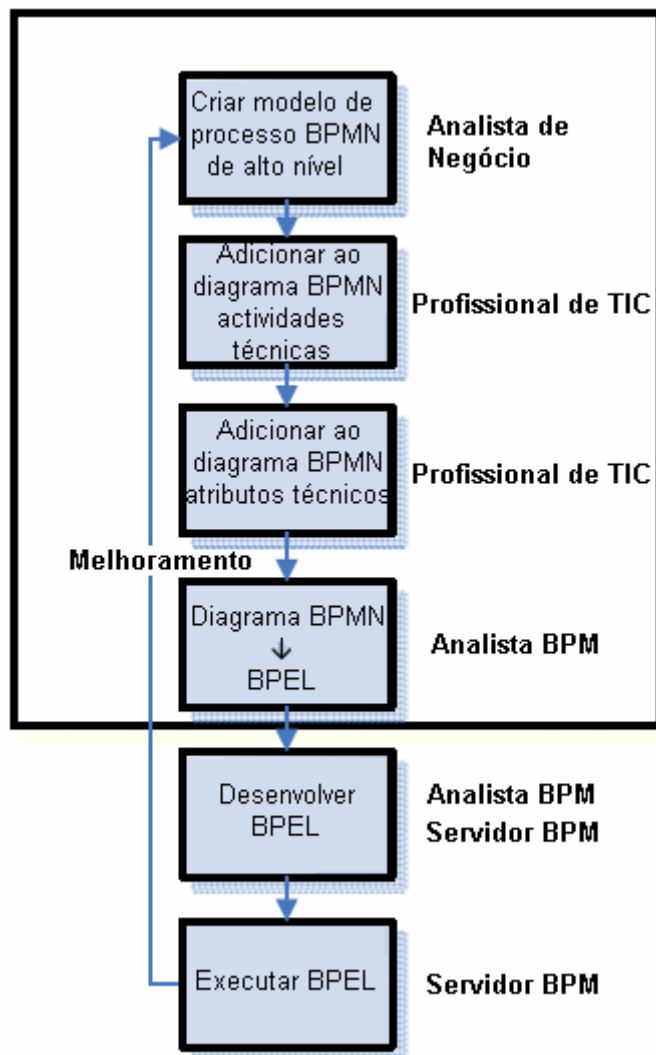 Criar modelo de
processo BPMN
de alto nível
Analista de
Negócio
Adicionar ao
diagrama BPMN
actividades
técnicas
Profissional de TIC
Adicionar ao
diagrama BPMN
atributos técnicos
Profissional de TIC
Melhoramento
Diagrama BPMN
↓
BPEL
Analista BPM
Desenvolver
BPEL
Analista BPM
Servidor BPM
Executar BPEL
Servidor BPM